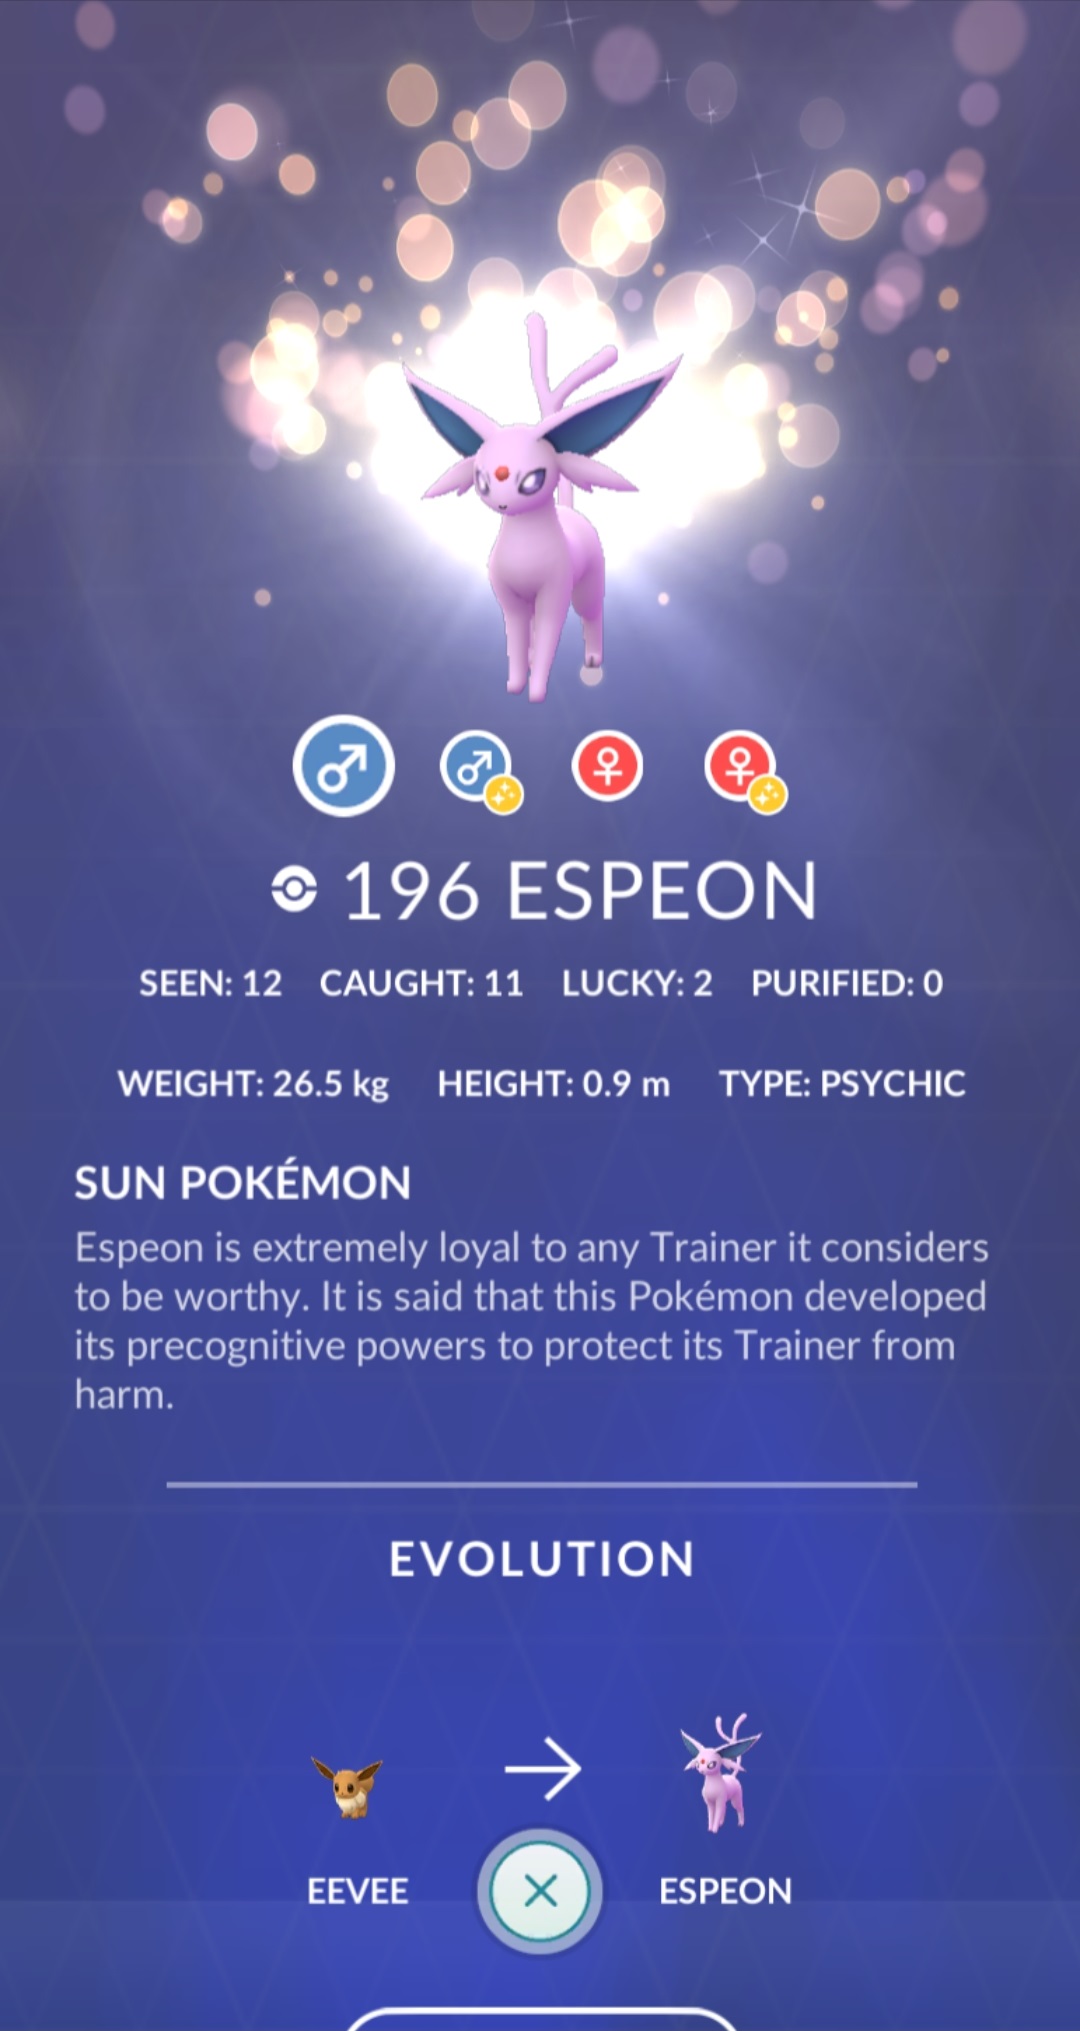 196 ESPEON
SEEN: 12 CAUGHT: 11 LUCKY: 2 PURIFIED: 0
WEIGHT: 26.5 kg HEIGHT: 0.9 m TYPE: PSYCHIC
SUN POKÉMON
Espeon is extremely loyal to any Trainer it considers
to be worthy. It is said that this Pokémon developed
its precognitive powers to protect its Trainer from
harm.
EVOLUTION
EEVEE ESPEON